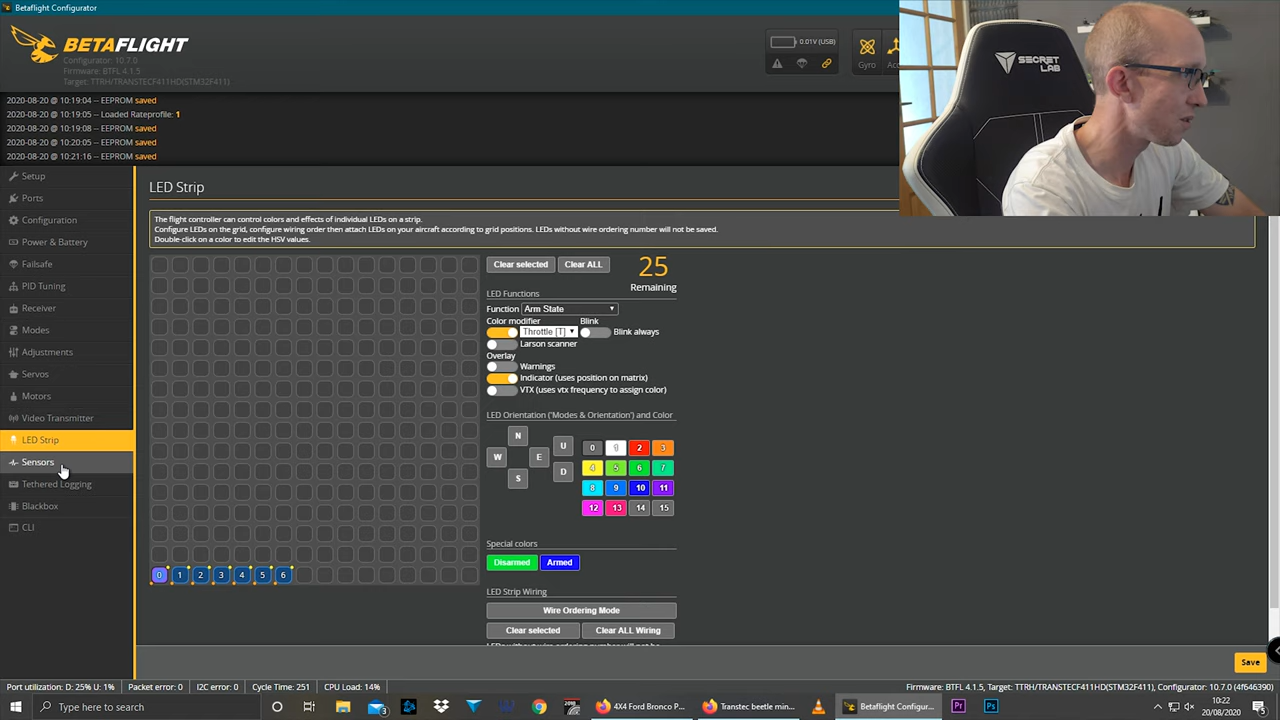 Betaflight Configurator
BETAFLIGHT
Configurator: 10.7.0
Firmware: BTFL 4.1.5
Target: TTRH/TRANSTECF411HD(STM32F411)
0.01V (USB)
Gyro
2020-08-20 @ 10:19:04 -- EEPROM saved
2020-08-20 @ 10:19:05 -- Loaded Rateprofile: 1
2020-08-20 @ 10:19:08 -- EEPROM saved
2020-08-20 @ 10:20:05 -- EEPROM saved
2020-08-20 @ 10:21:16 -- EEPROM saved
SECRET
LAB
Setup
Ports
Configuration
Power & Battery
Failsafe
PID Tuning
Receiver
Modes
Adjustments
Servos
Motors
Video Transmitter
LED Strip
Sensors
Tethered Logging
Blackbox
CLI
LED Strip
The flight controller can control colors and effects of individual LEDs on a strip.
Configure LEDs on the grid, configure wiring order then attach LEDs on your aircraft according to grid positions. LEDs without wire ordering number will not be saved.
Double-click on a color to edit the HSV values.
Clear selected Clear ALL
25
Remaining
LED Functions
Function Arm State
Color modifier Blink
Throttle [T] Blink always
Larson scanner
Overlay
Warnings
Indicator (uses position on matrix)
VTX (uses vtx frequency to assign color)
LED Orientation ('Modes & Orientation') and Color
N
W E
S
U
D
0 1 2 3
4 5 6 7
8 9 10 11
12 13 14 15
Special colors
Disarmed Armed
0 1 2 3 4 5 6
LED Strip Wiring
Wire Ordering Mode
Clear selected Clear ALL Wiring
Save
Port utilization: D: 25% U: 1% Packet error: 0 I2C error: 0 Cycle Time: 251 CPU Load: 14% Firmware: BTFL 4.1.5, Target: TTRH/TRANSTECF411HD(STM32F411), Configurator: 10.7.0 (4f646390)
Type here to search
4X4 Ford Bronco P...
Transtec beetle min...
Betaflight Configur...
Pr
Ps
10:22
20/08/2020